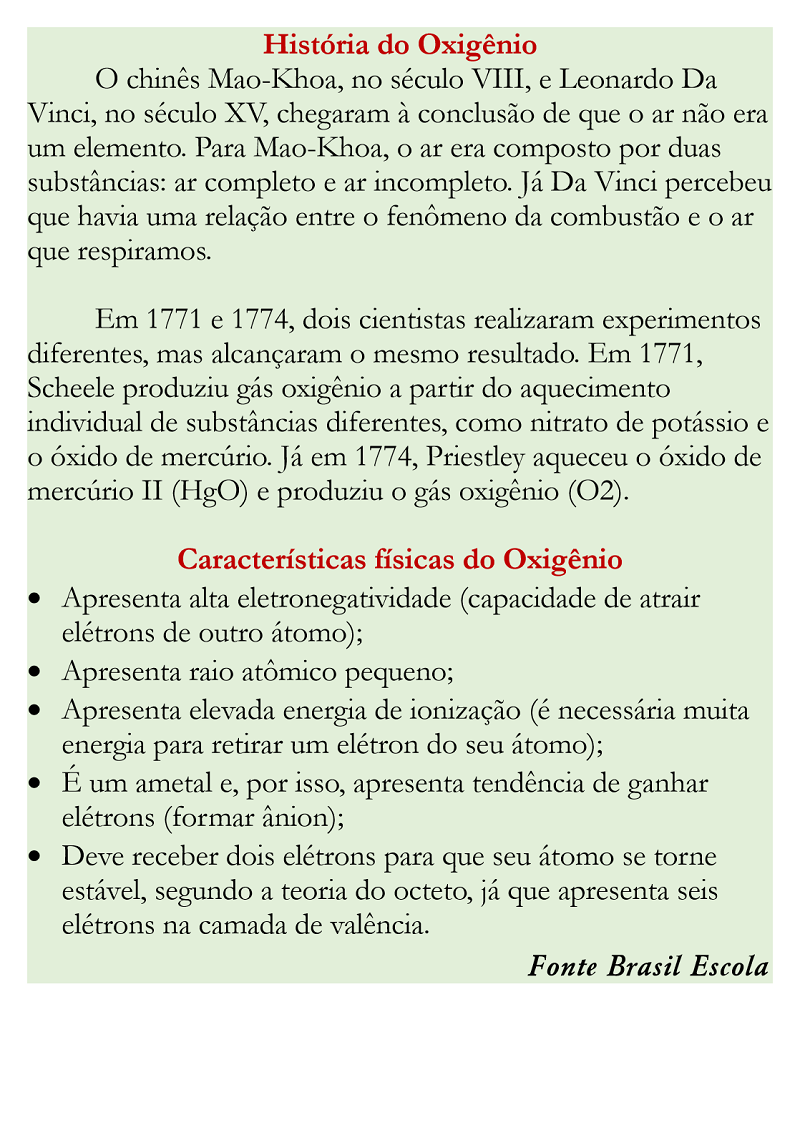 História do Oxigênio
O chinês Mao-Khoa, no século VIII, e Leonardo Da
Vinci, no século XV, chegaram à conclusão de que o ar não era
um elemento. Para Mao-Khoa, o ar era composto por duas
substâncias: ar completo e ar incompleto. Já Da Vinci percebeu
que havia uma relação entre o fenômeno da combustão e o ar
que respiramos.
Em 1771 e 1774, dois cientistas realizaram experimentos
diferentes, mas alcançaram o mesmo resultado. Em 1771,
Scheele produziu gás oxigênio a partir do aquecimento
individual de substâncias diferentes, como nitrato de potássio e
o óxido de mercúrio. Já em 1774, Priestley aqueceu o óxido de
mercúrio II (HgO) e produziu o gás oxigênio (O2).
Características físicas do Oxigênio
• Apresenta alta eletronegatividade (capacidade de atrair
elétrons de outro átomo);
• Apresenta raio atômico pequeno;
• Apresenta elevada energia de ionização (é necessária muita
energia para retirar um elétron do seu átomo);
• É um ametal e, por isso, apresenta tendência de ganhar
elétrons (formar ânion);
• Deve receber dois elétrons para que seu átomo se torne
estável, segundo a teoria do octeto, já que apresenta seis
elétrons na camada de valência.
Fonte Brasil Escola